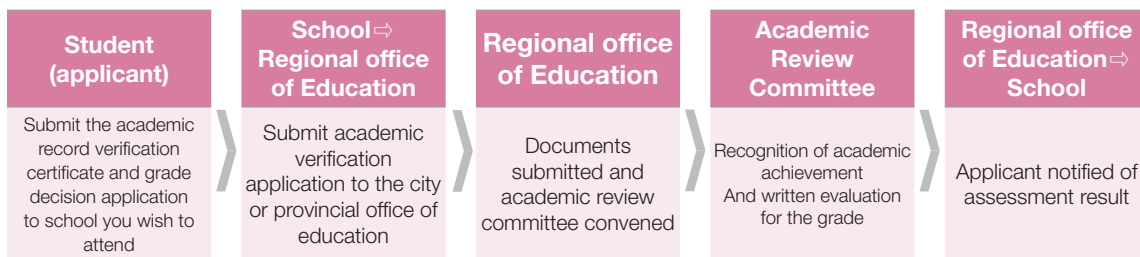 Student
(applicant)
Submit the academic
record verification
certificate and grade
decision application
to school you wish to
attend
School⇨
Regional office
of Education
Submit academic
verification
application to the city
or provincial office of
education
Regional office
of Education
Documents
submitted and
academic review
committee convened
Academic
Review
Committee
Recognition of academic
achievement
And written evaluation
for the grade
Regional office
of Education⇨
School
Applicant notified of
assessment result